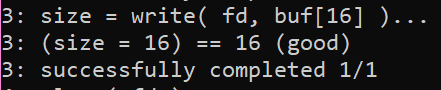 3: size = write( fd, buf[16] )...
3: (size = 16) == 16 (good)
3: successfully completed 1/1